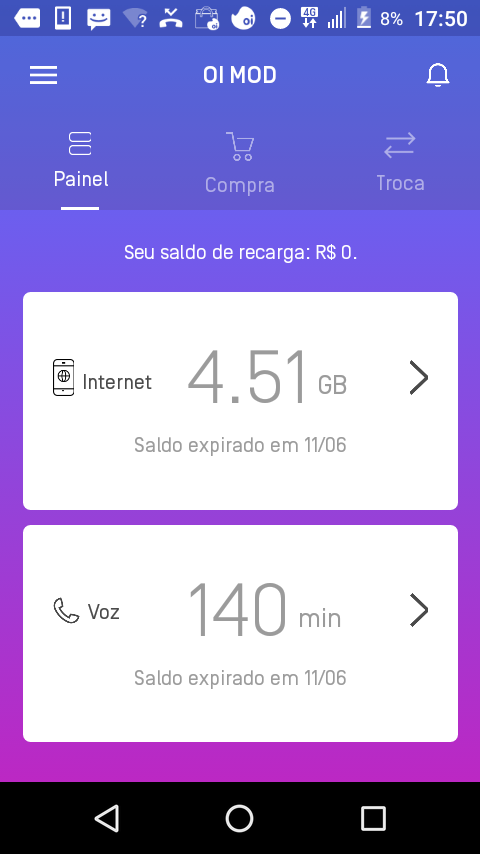 4G 8% 17:50
OI MOD
Painel Compra Troca
Seu saldo de recarga: R$ 0.
Internet 4.51 GB
Saldo expirado em 11/06
Voz 140 min
Saldo expirado em 11/06